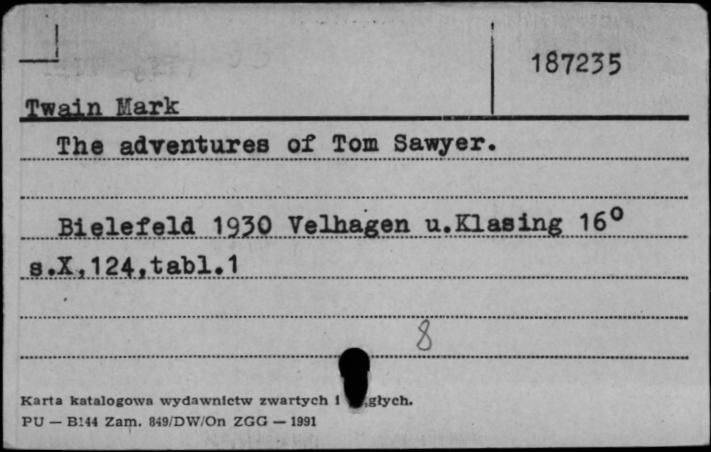 187235
Twain Mark
The adventures of Tom Sawyer.
Bielefeld 1930 Velhagen u.Klasing 16°
s.X,124,tabl.1
8
Karta katalogowa wydawnictw zwartych i
PU — B144 Zam. 849/DW/On ZGG — 1991